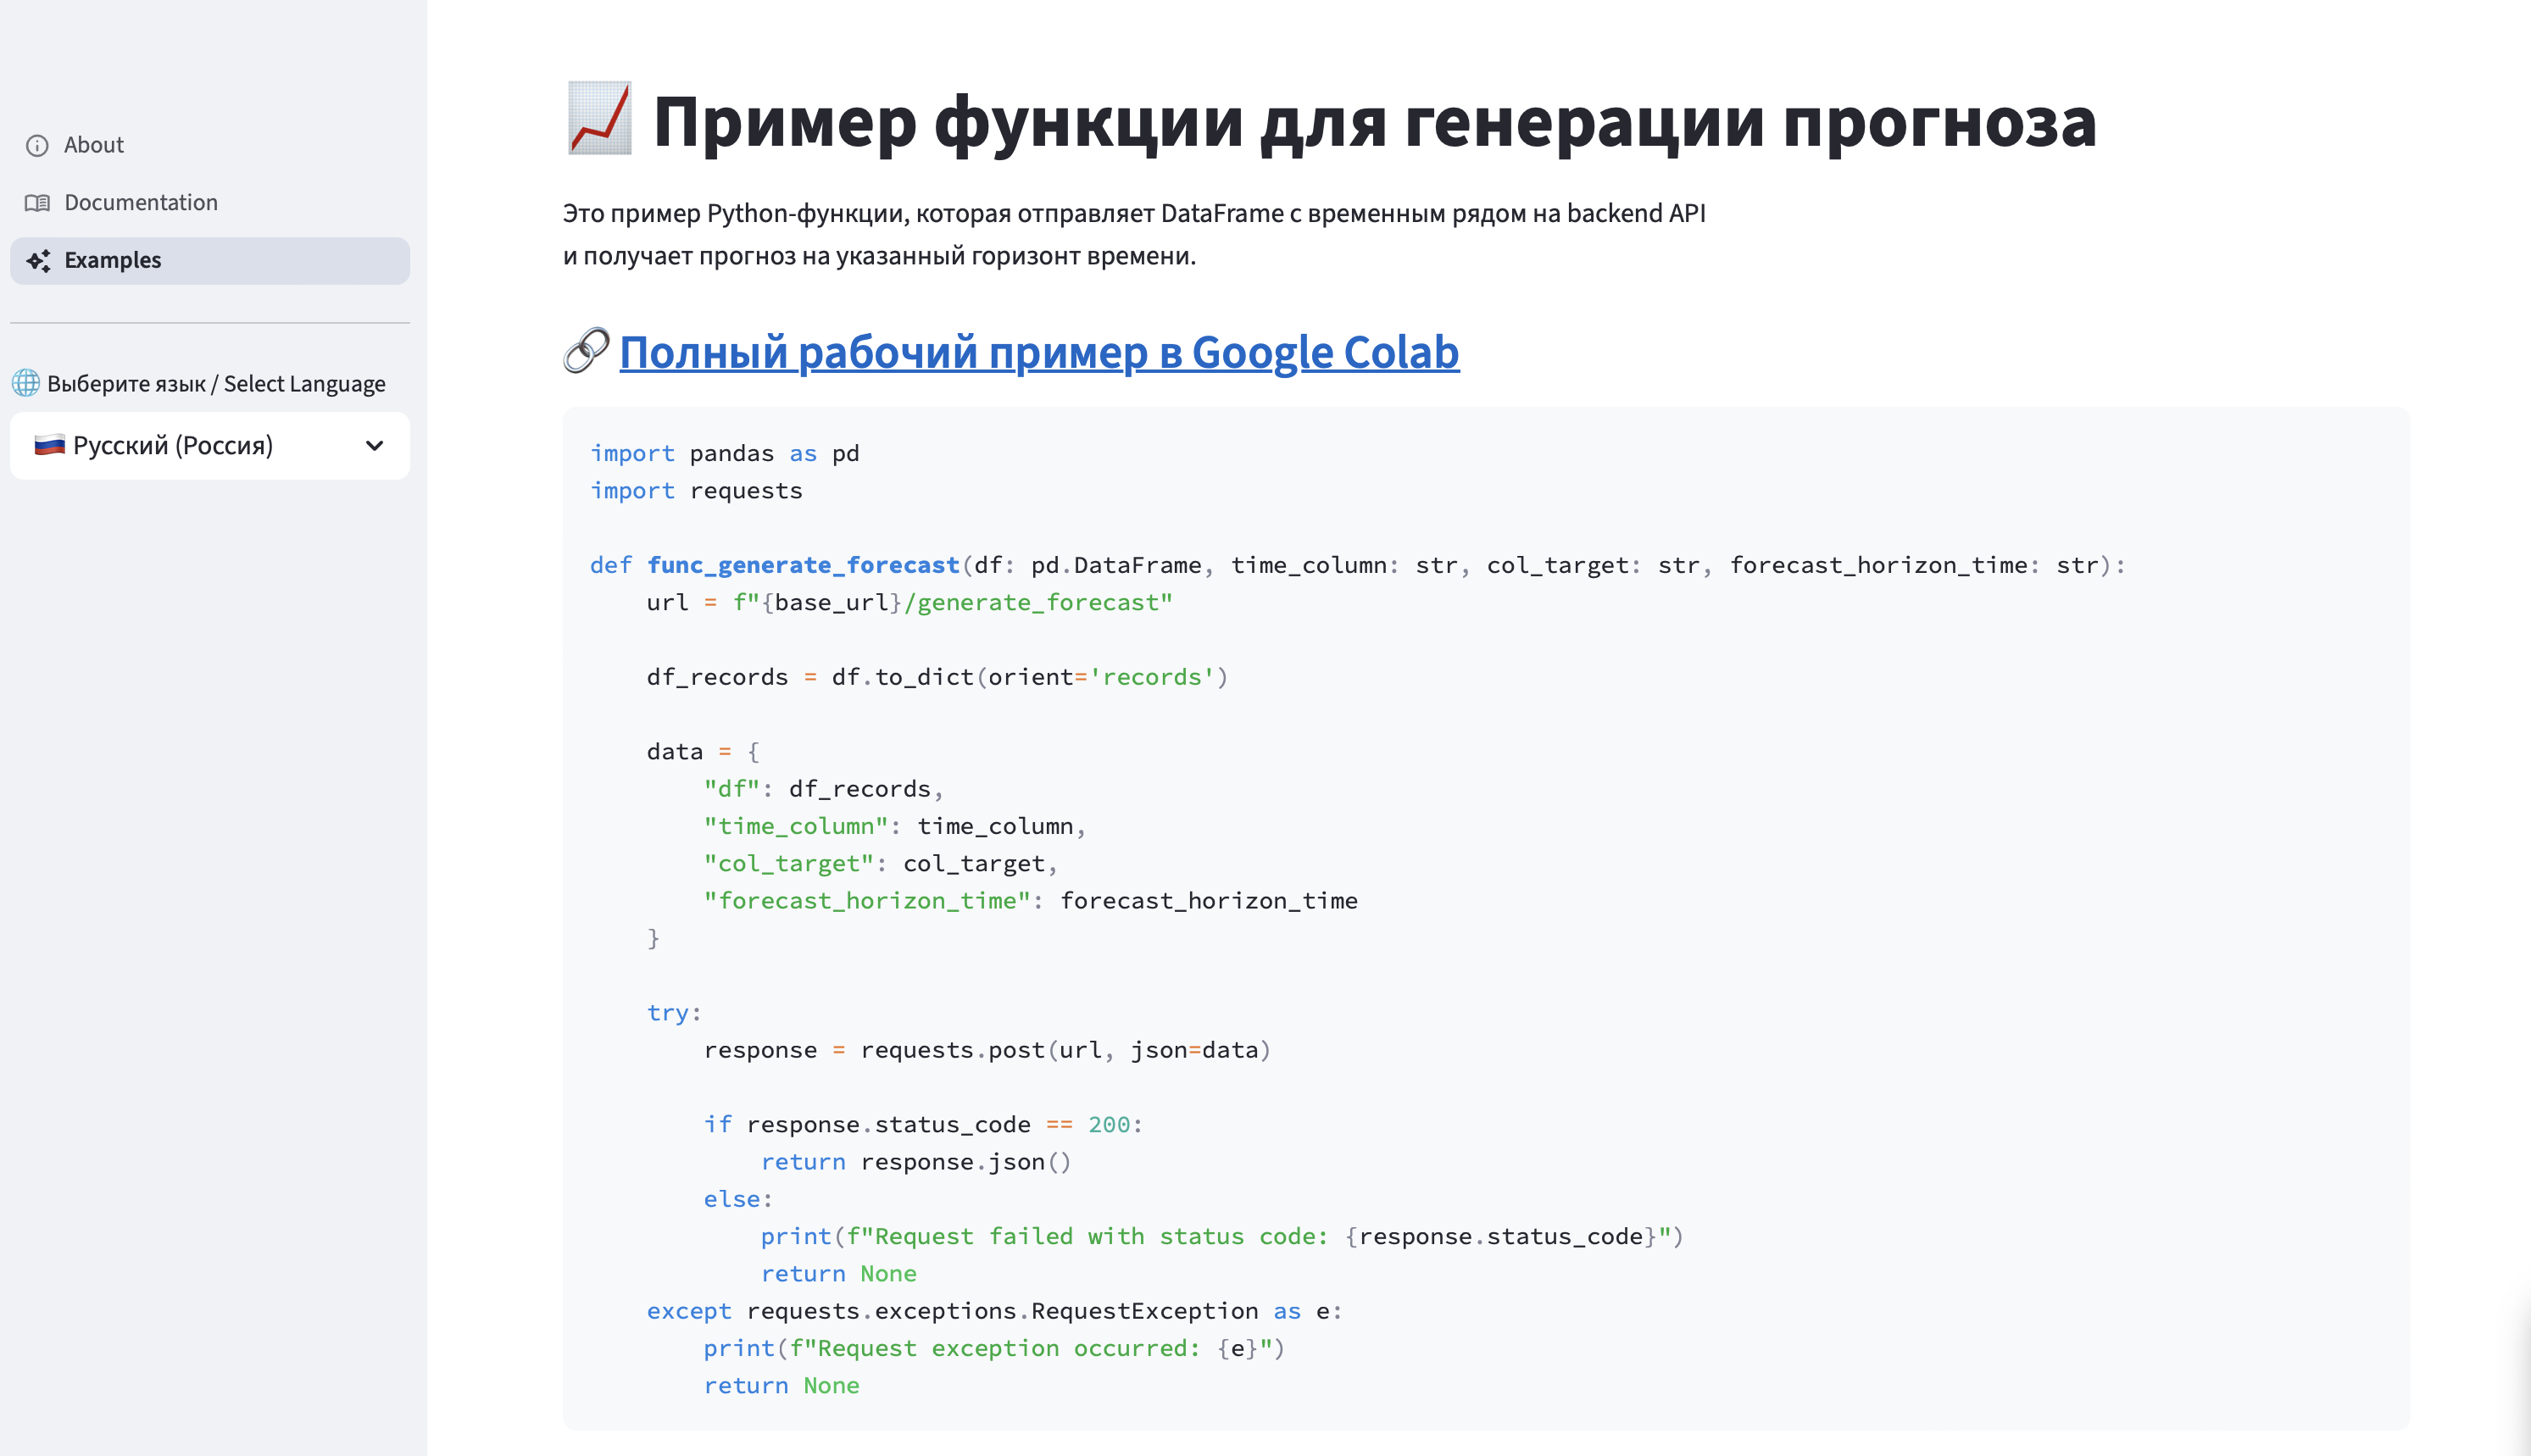 About
Documentation
Examples
Выберите язык / Select Language
Русский (Россия)
Пример функции для генерации прогноза
Это пример Python-функции, которая отправляет DataFrame с временным рядом на backend API
и получает прогноз на указанный горизонт времени.
Полный рабочий пример в Google Colab
import pandas as pd
import requests
def func_generate_forecast(df: pd.DataFrame, time_column: str, col_target: str, forecast_horizon_time: str):
    url = f"{base_url}/generate_forecast"
    df_records = df.to_dict(orient='records')
    data = {
        "df": df_records,
        "time_column": time_column,
        "col_target": col_target,
        "forecast_horizon_time": forecast_horizon_time
    }
    try:
        response = requests.post(url, json=data)
        if response.status_code == 200:
            return response.json()
        else:
            print(f"Request failed with status code: {response.status_code}")
            return None
    except requests.exceptions.RequestException as e:
        print(f"Request exception occurred: {e}")
        return None